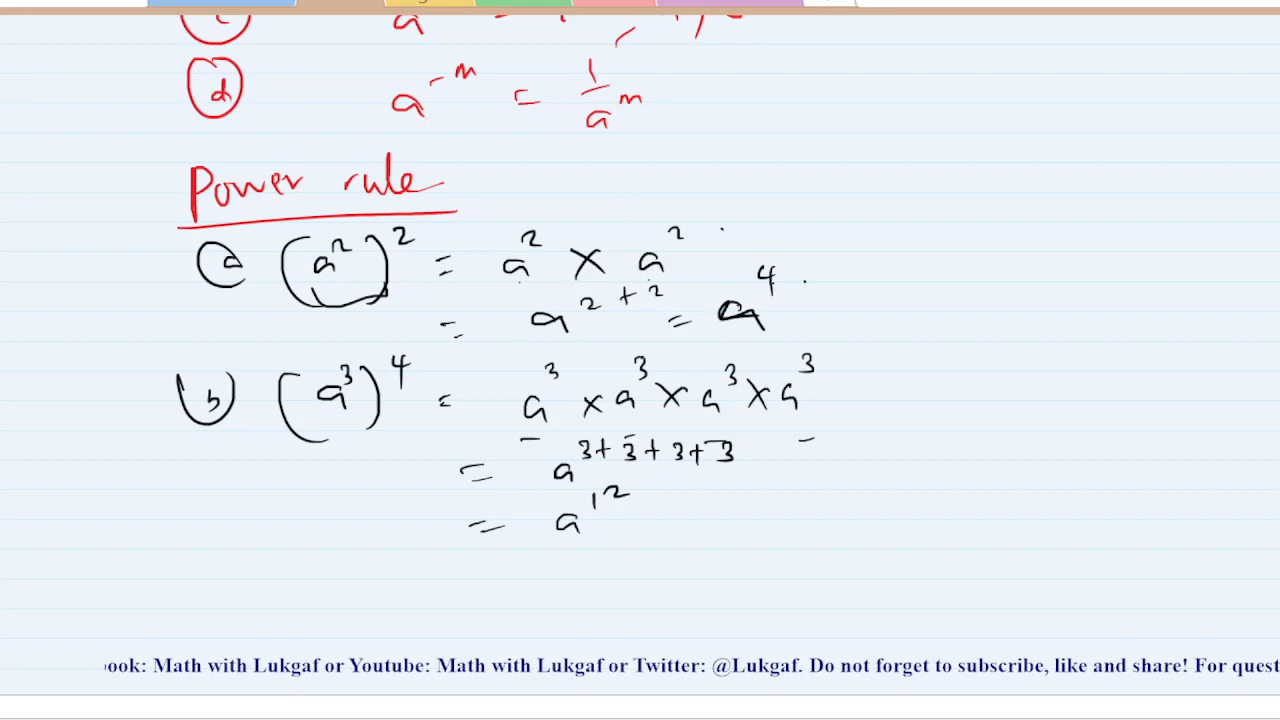 a
(d) a^{-m} = 1/a^m
Power rule
(a) (a^2)^2 = a^2 × a^2
= a^{2+2} = a^4
(b) (a^3)^4 = a^3 × a^3 × a^3 × a^3
= a^{3+3+3+3}
= a^{12}
ook: Math with Lukgaf or Youtube: Math with Lukgaf or Twitter: @Lukgaf. Do not forget to subscribe, like and share! For quest